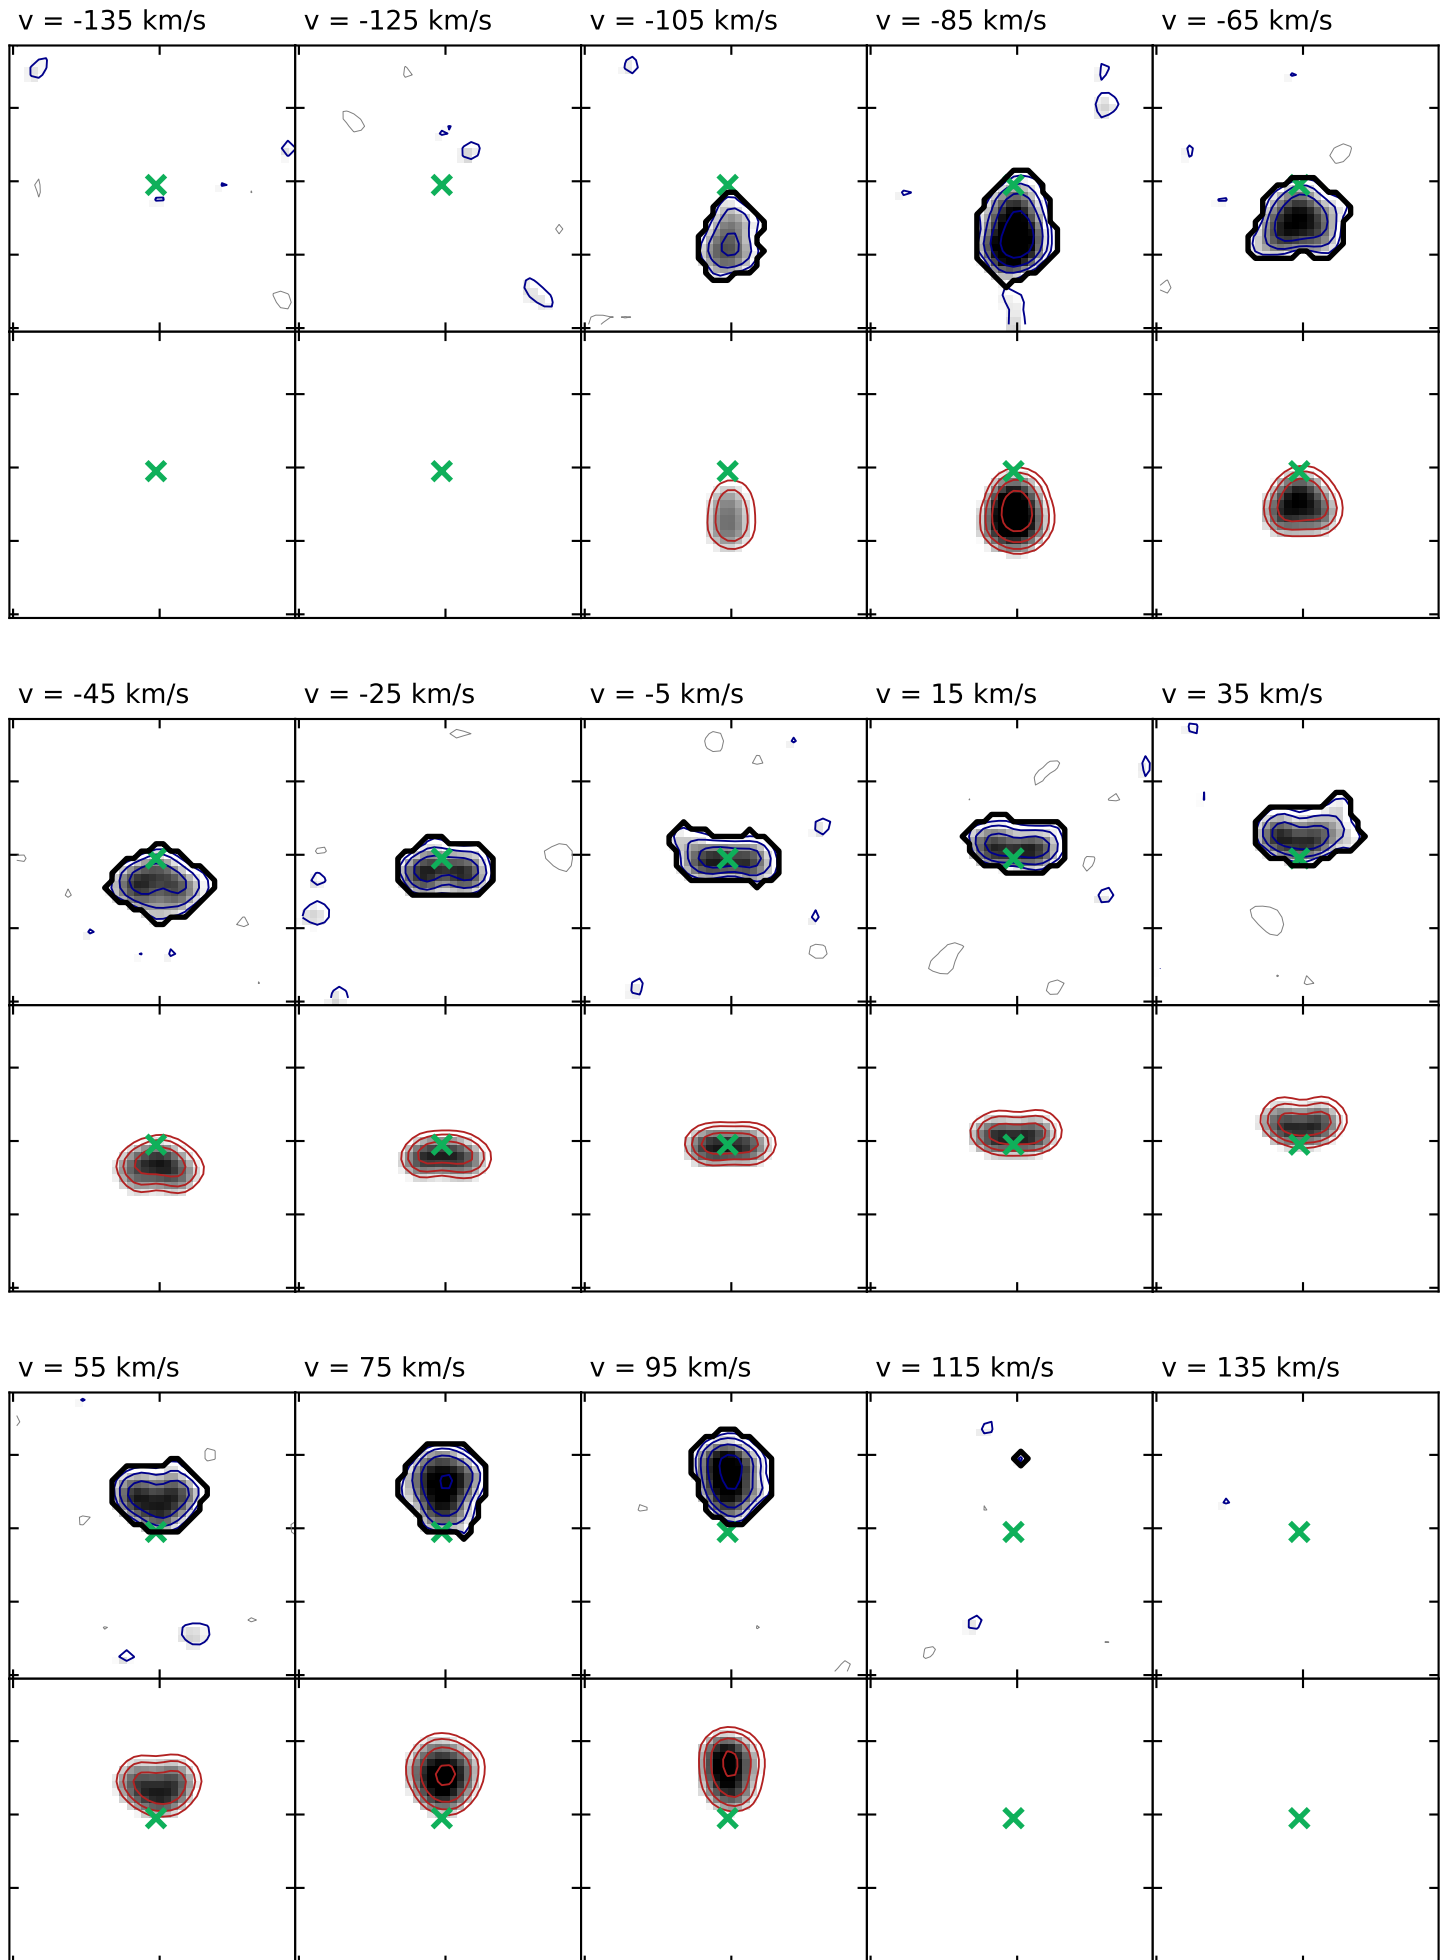 v = -135 km/s v = -125 km/s v = -105 km/s v = -85 km/s v = -65 km/s
v = -45 km/s v = -25 km/s v = -5 km/s v = 15 km/s v = 35 km/s
v = 55 km/s v = 75 km/s v = 95 km/s v = 115 km/s v = 135 km/s